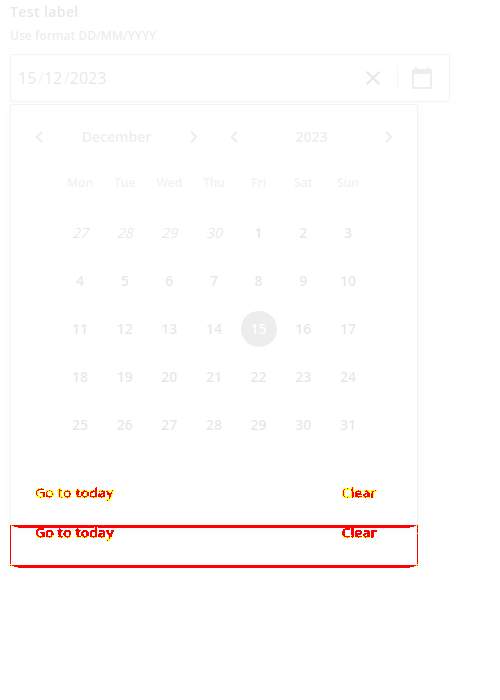 Test label
Use format DD/MM/YYYY
15/12/2023
December 2023
Mon Tue Wed Thu Fri Sat Sun
27 28 29 30 1 2 3
4 5 6 7 8 9 10
11 12 13 14 15 16 17
18 19 20 21 22 23 24
25 26 27 28 29 30 31
Go to today Clear
Go to today Clear